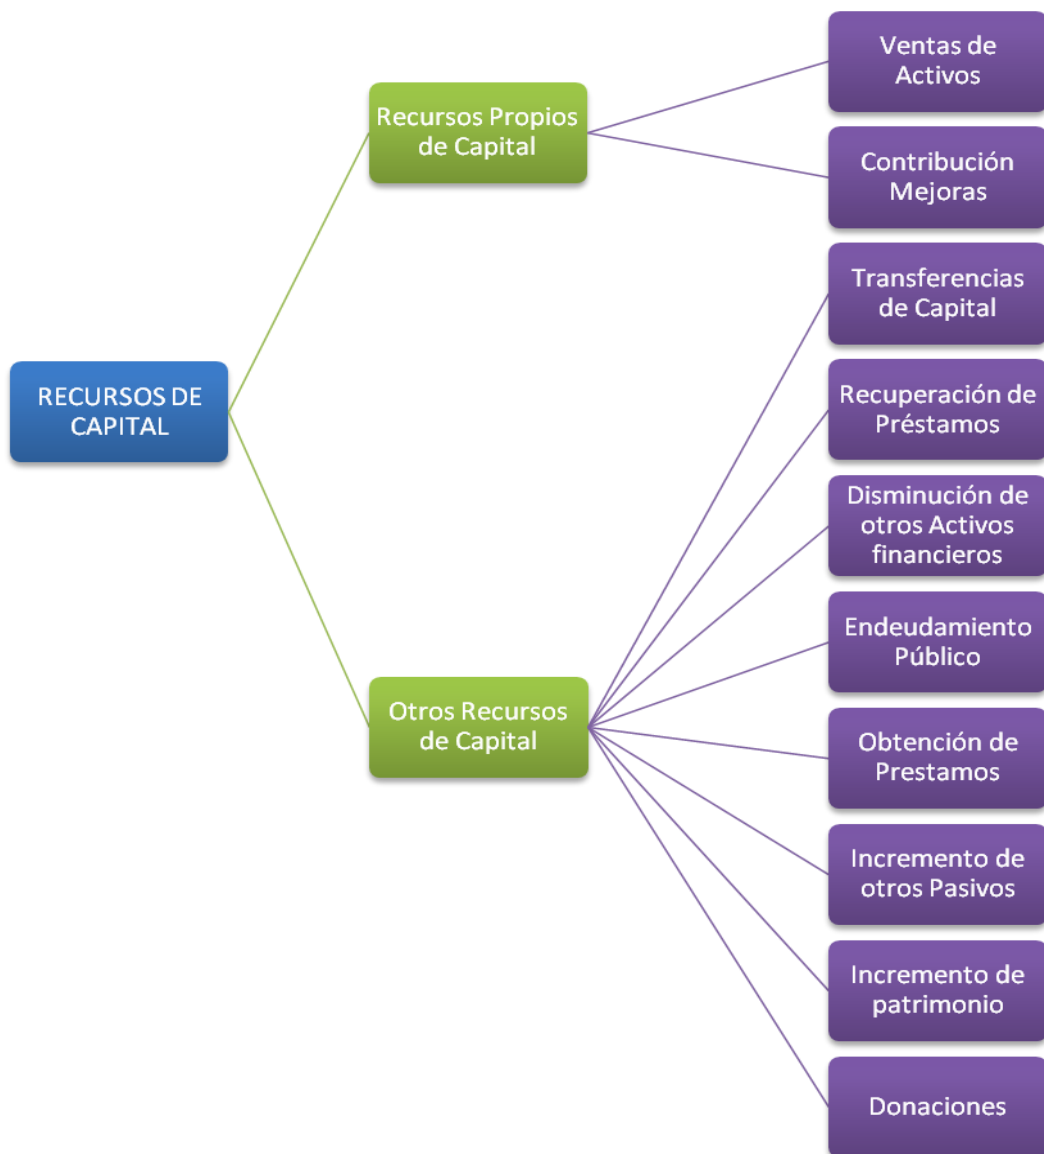 Ventas de
Activos
Recursos Propios
de Capital
Contribución
Mejoras
Transferencias
de Capital
RECURSOS DE
CAPITAL
Recuperación de
Préstamos
Disminución de
otros Activos
financieros
Endeudamiento
Público
Otros Recursos
de Capital
Obtención de
Prestamos
Incremento de
otros Pasivos
Incremento de
patrimonio
Donaciones